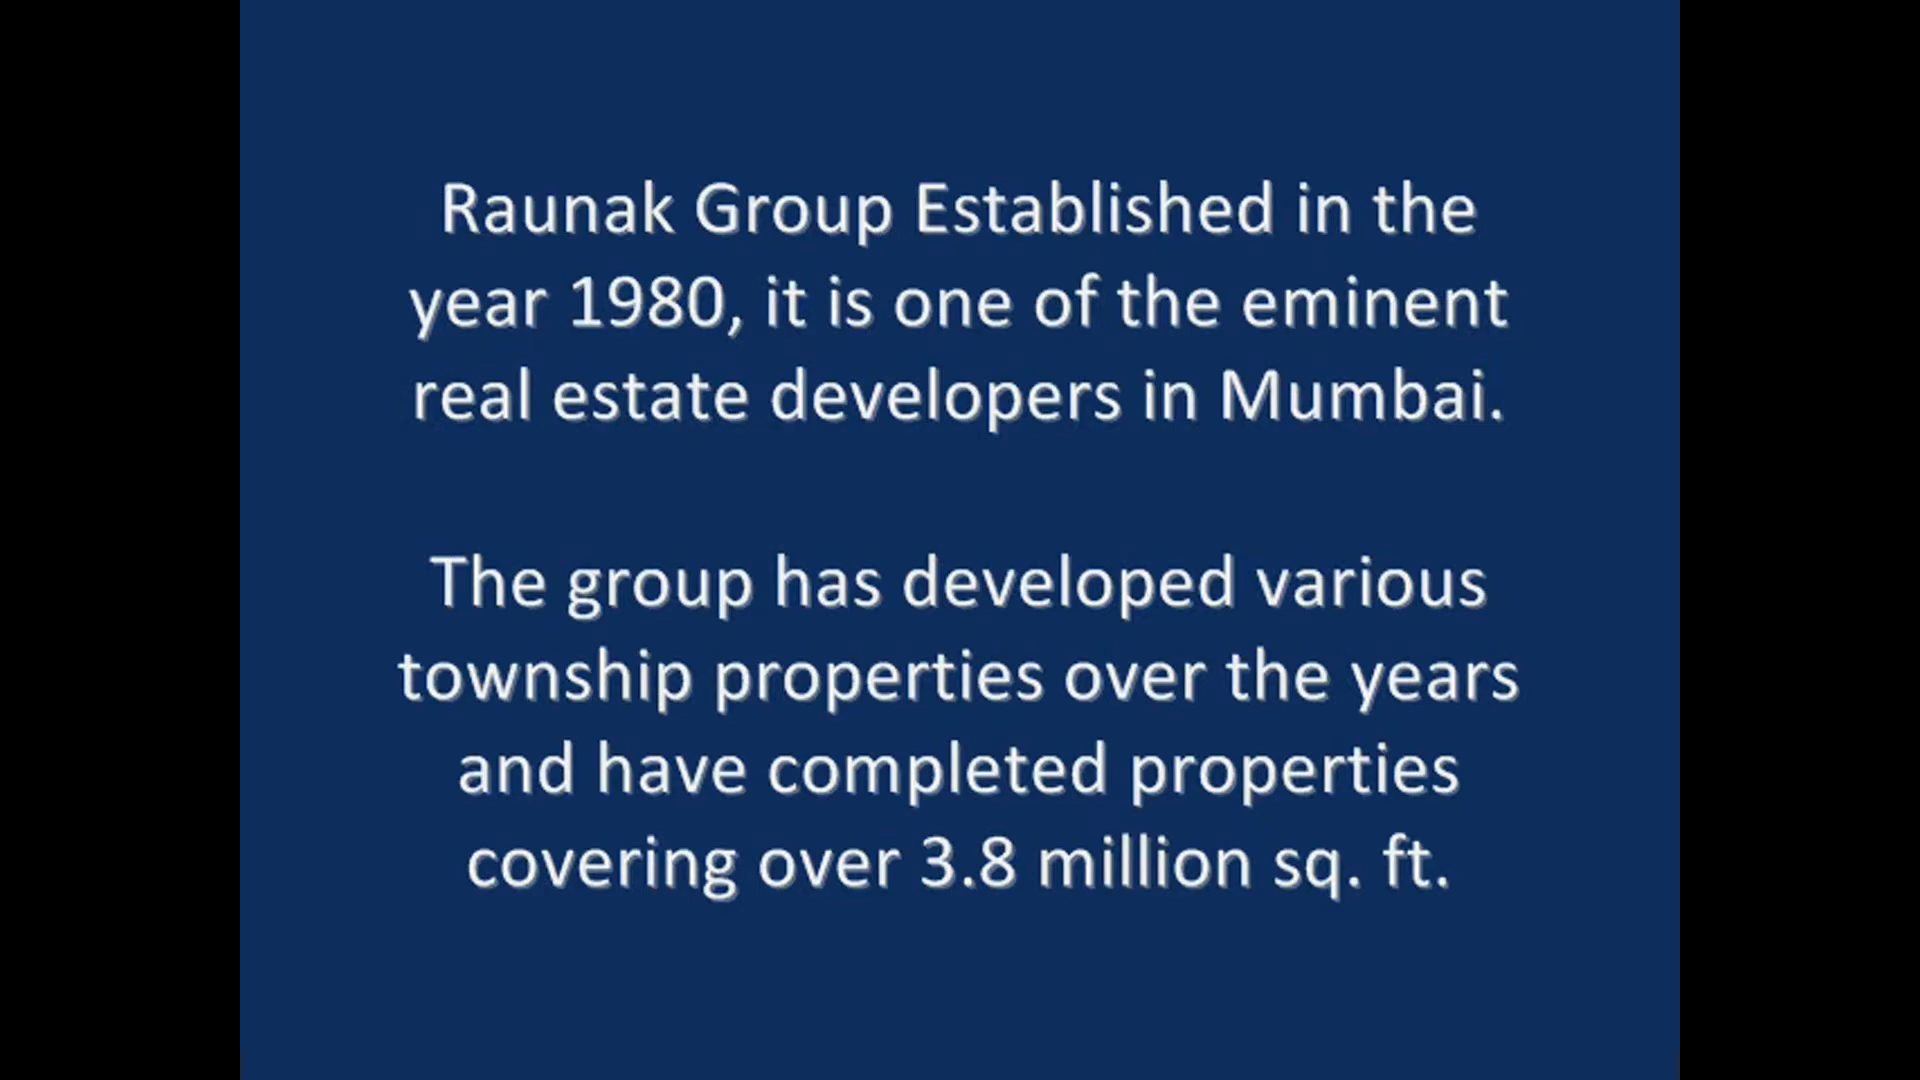 Raunak Group Established in the
year 1980, it is one of the eminent
real estate developers in Mumbai.
The group has developed various
township properties over the years
and have completed properties
covering over 3.8 million sq. ft.